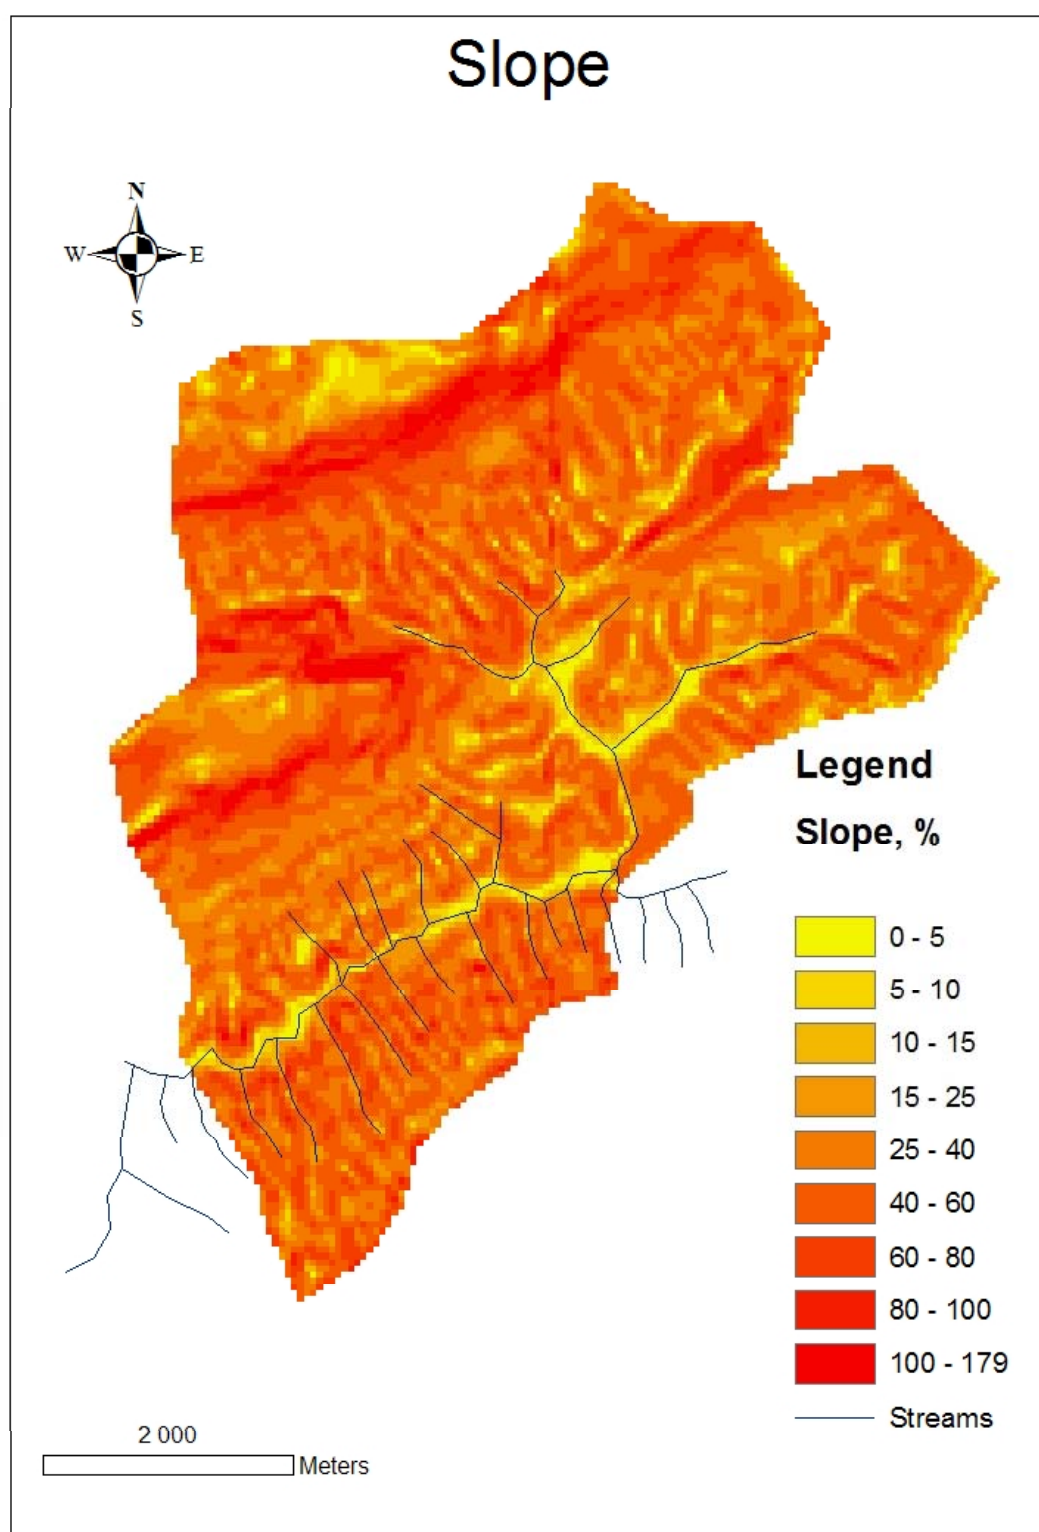 Slope
N
W E
S
Legend
Slope, %
0 - 5
5 - 10
10 - 15
15 - 25
25 - 40
40 - 60
60 - 80
80 - 100
100 - 179
Streams
2 000
Meters